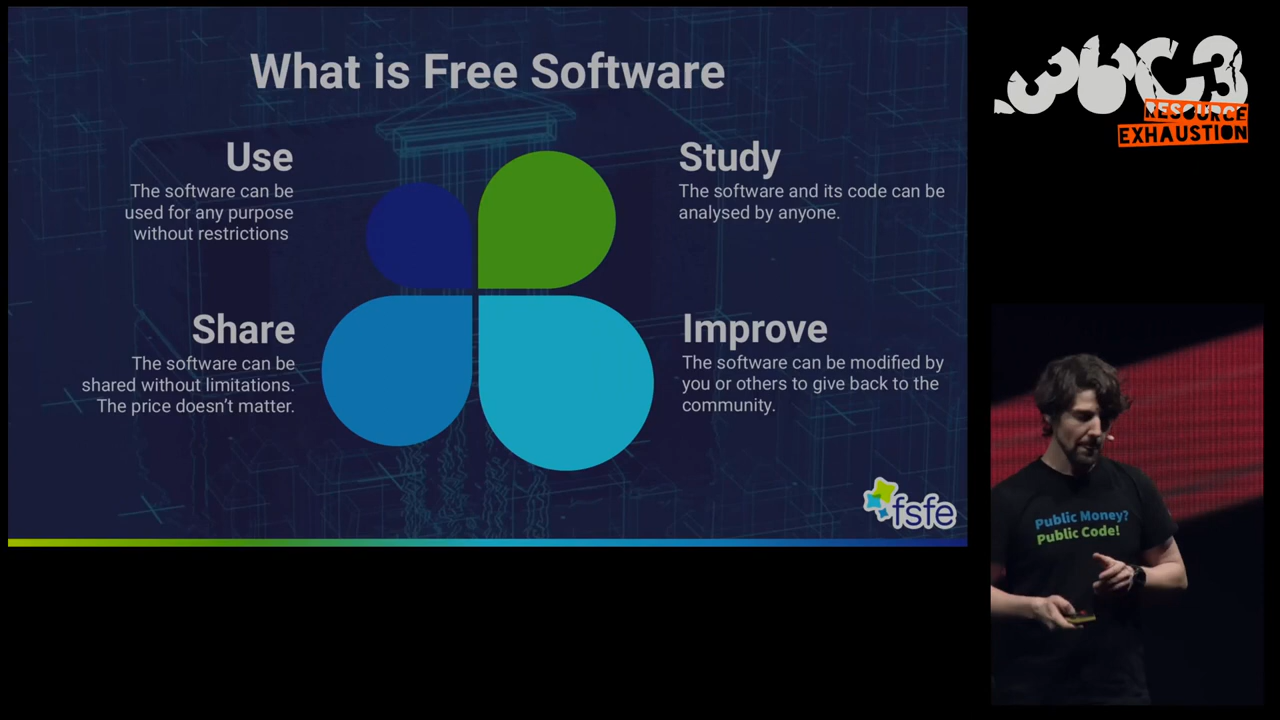 What is Free Software
Use
The software can be
used for any purpose
without restrictions
Study
The software and its code can be
analysed by anyone.
Share
The software can be
shared without limitations.
The price doesn't matter.
Improve
The software can be modified by
you or others to give back to the
community.
fsfe
36C3
RESOURCE
EXHAUSTION
Public Money?
Public Code!